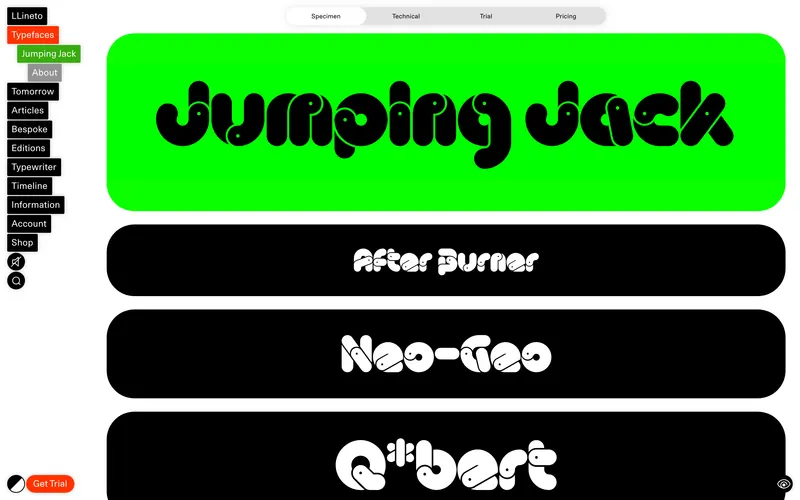 LLineto
Typefaces
Jumping Jack
About
Tomorrow
Articles
Bespoke
Editions
Typewriter
Timeline
Information
Account
Shop
Get Trial
Specimen
Technical
Trial
Pricing
Jumping Jack
After Burner
Neo-Geo
Q*bert